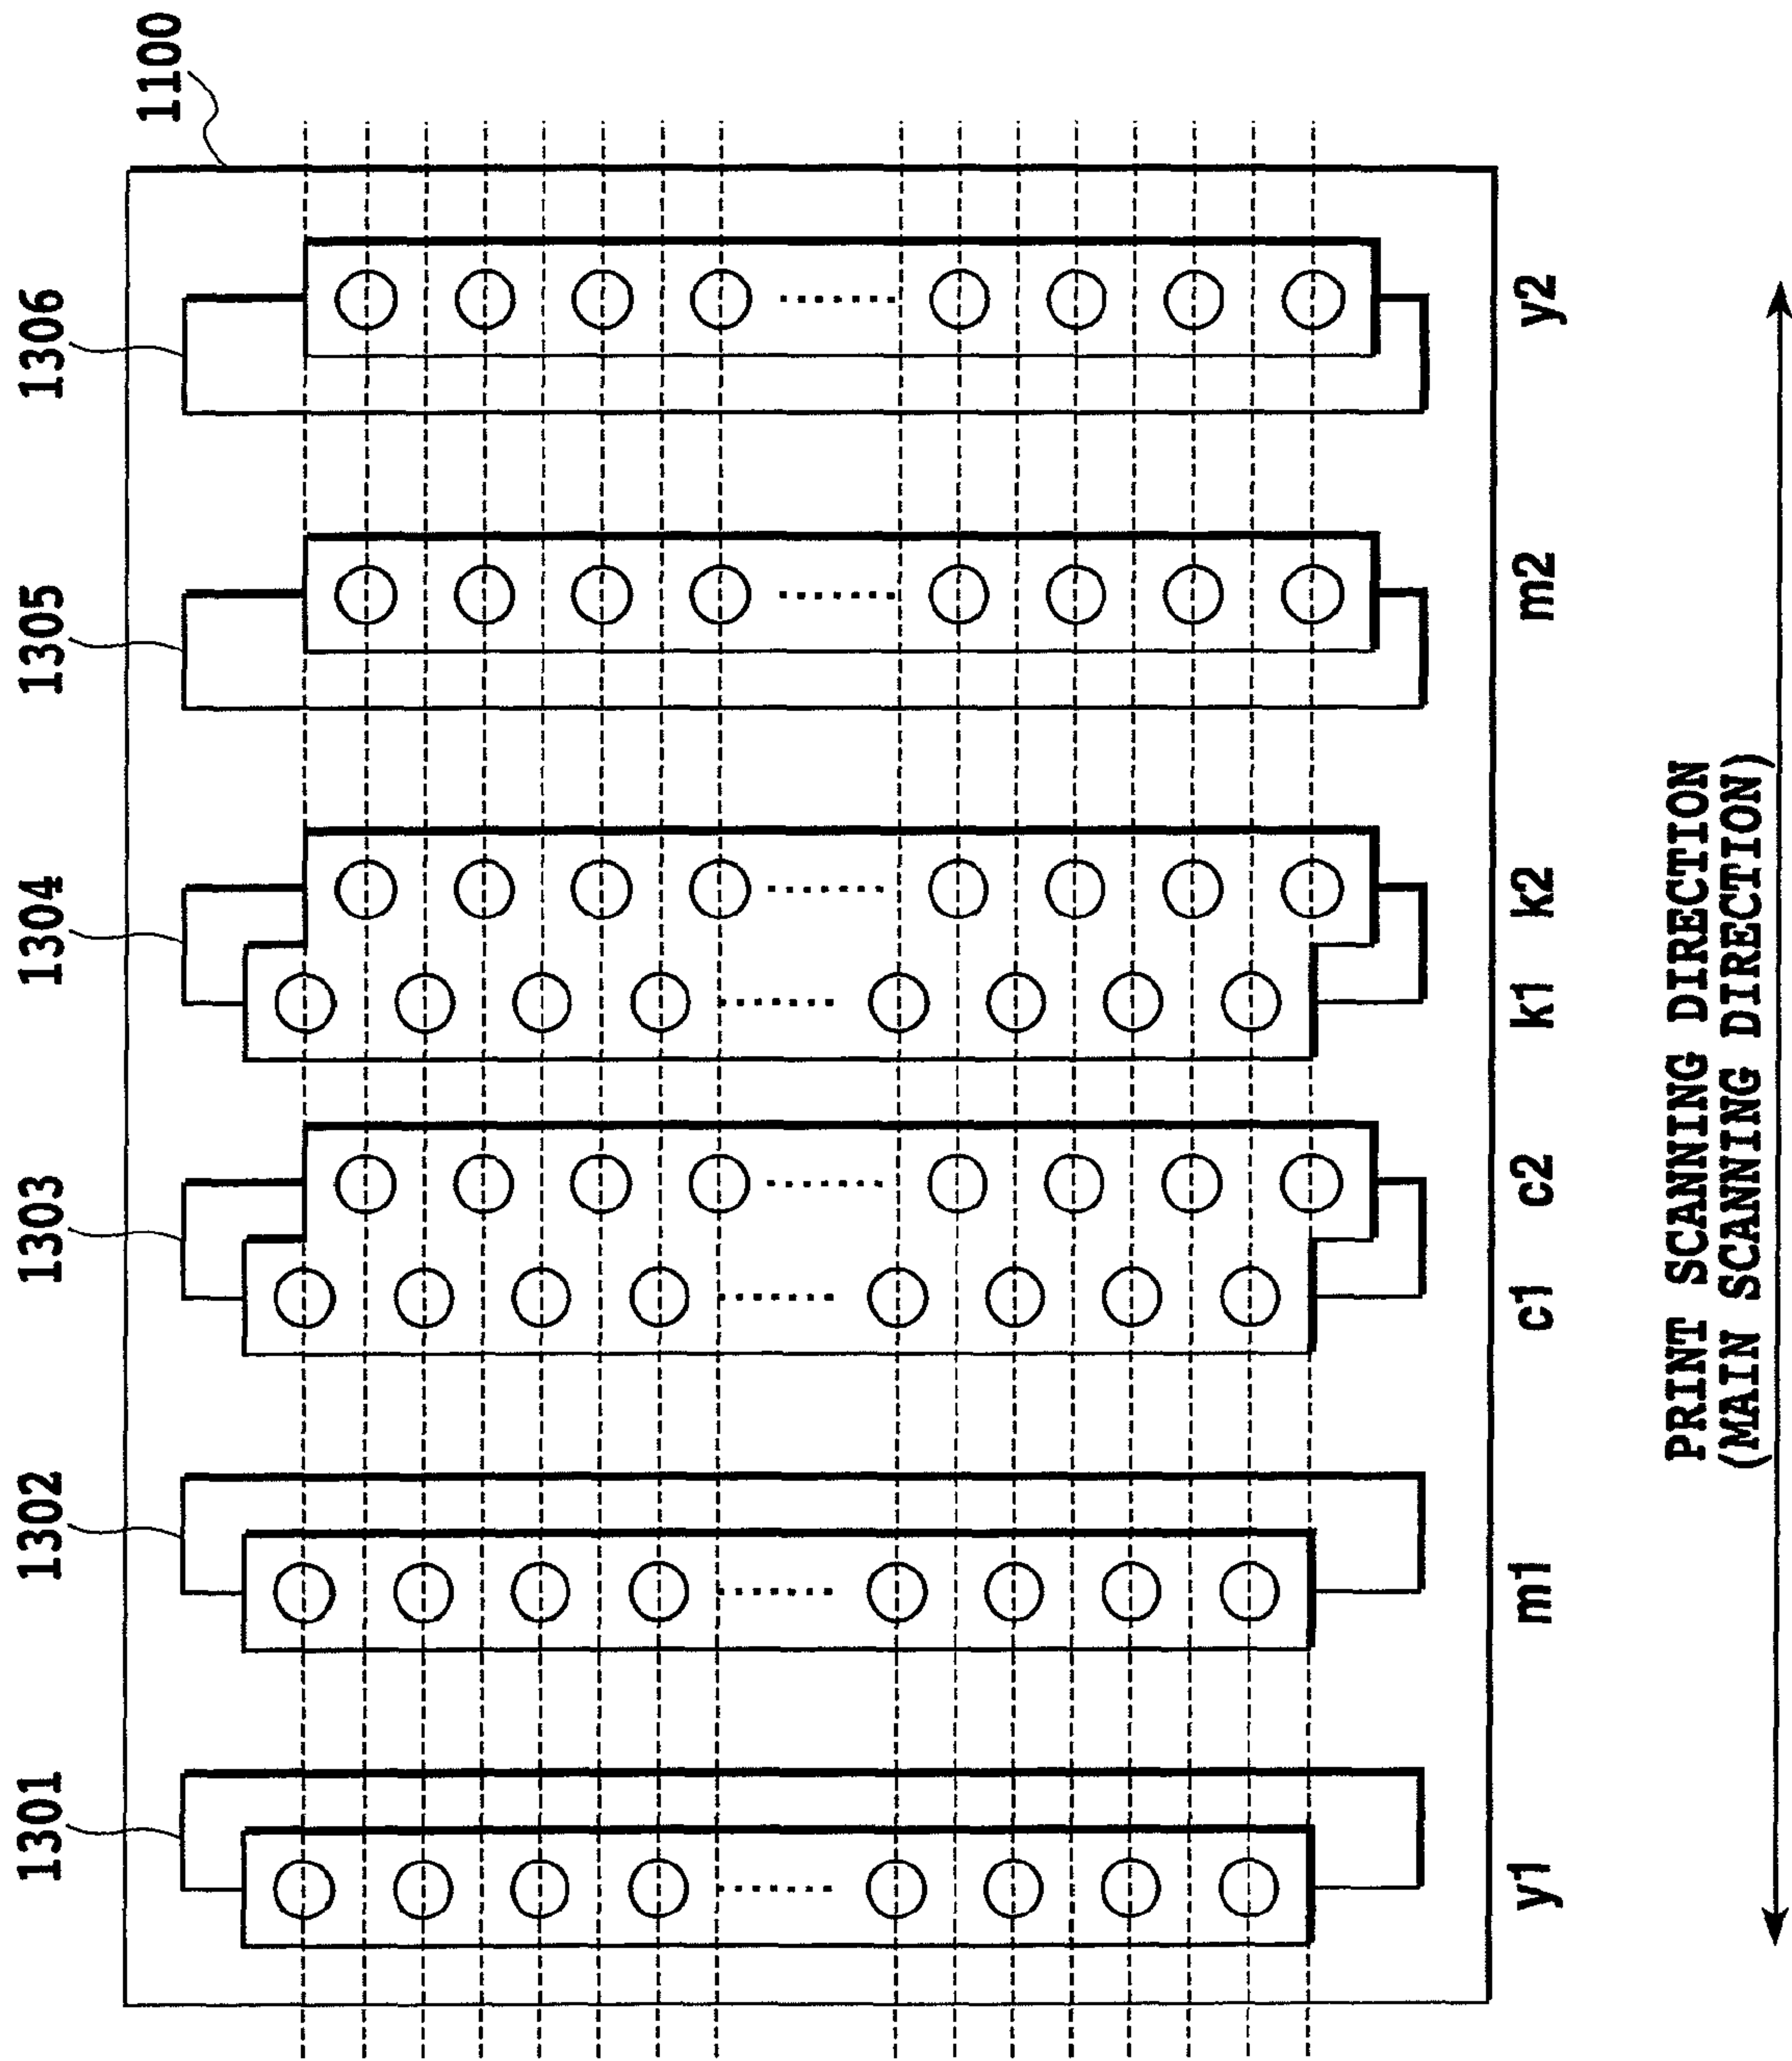 1100
1301
1302
1303
1304
1305
1306
y1
m1
c1
c2
k1
k2
m2
y2
PRINT SCANNING DIRECTION
(MAIN SCANNING DIRECTION)